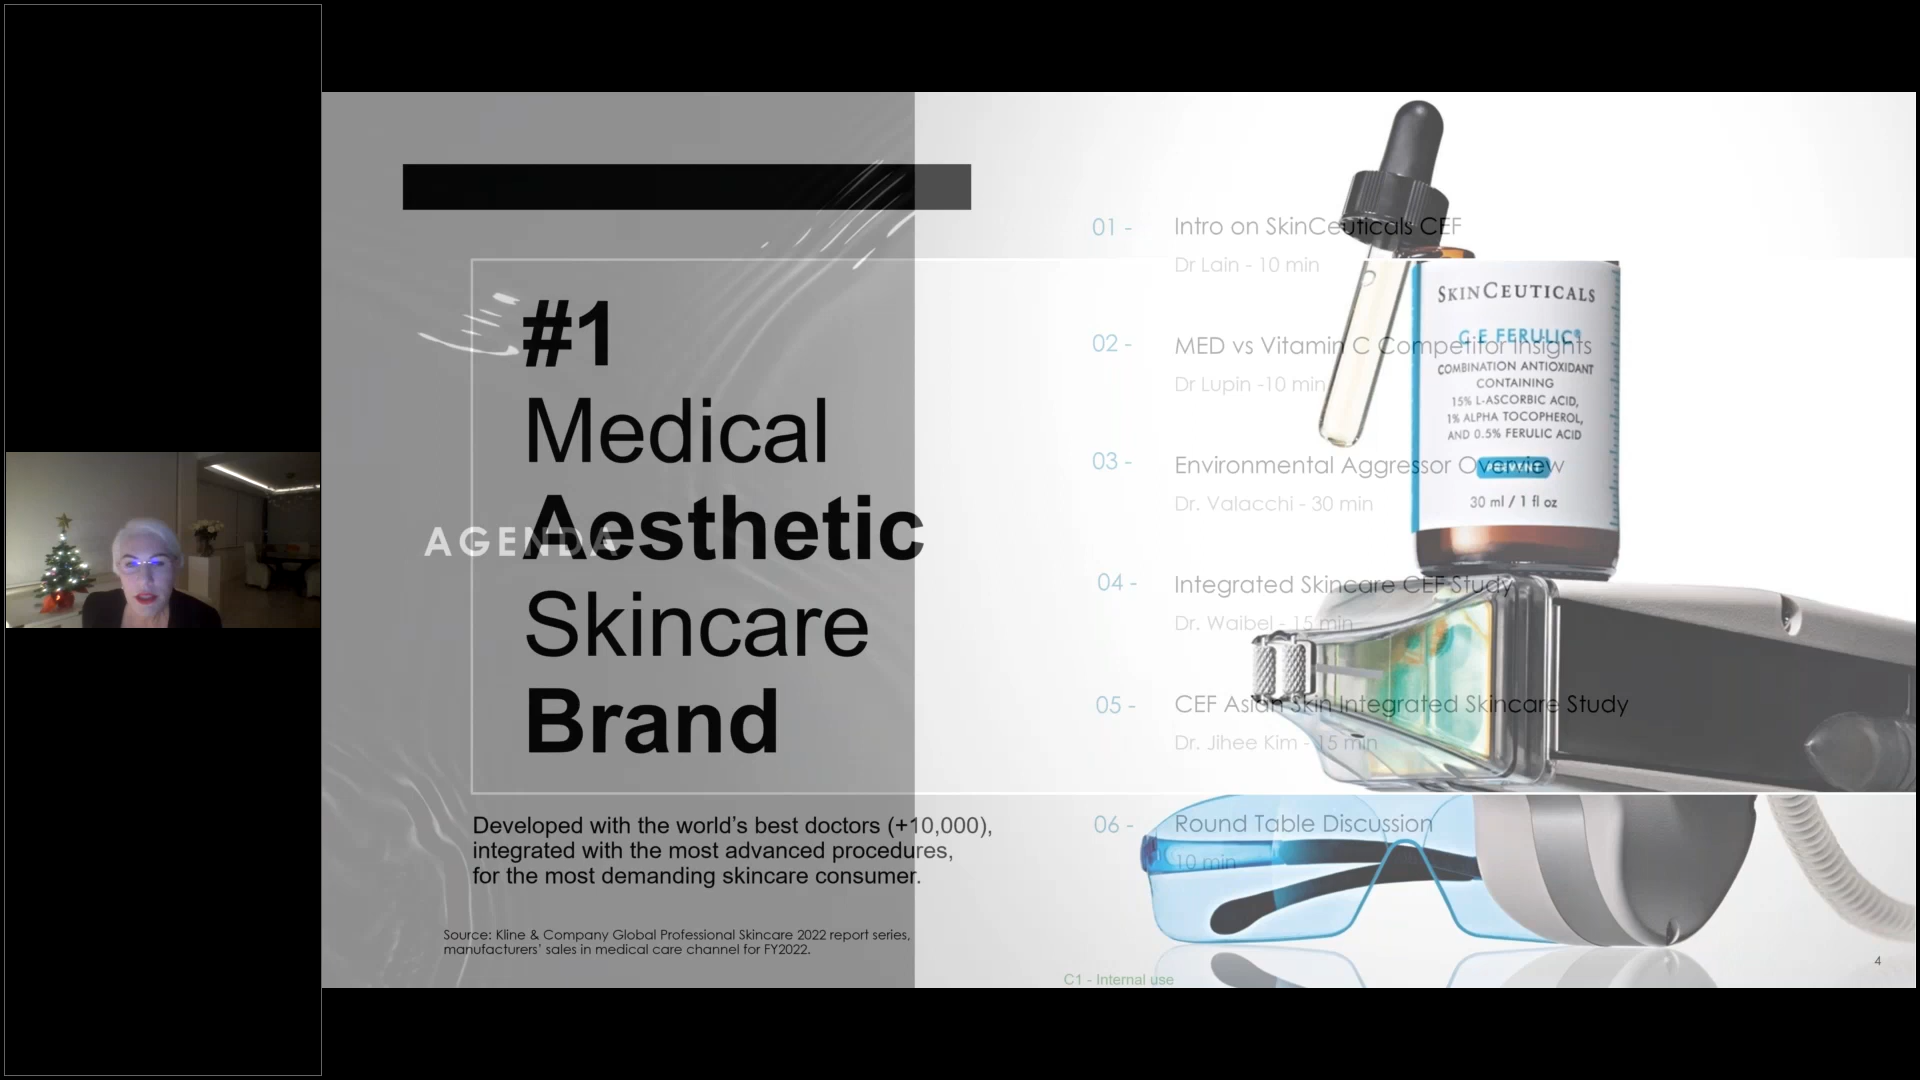 #1
Medical
Aesthetic
Skincare
Brand
AGENDA
Developed with the world’s best doctors (+10,000),
integrated with the most advanced procedures,
for the most demanding skincare consumer.
Source: Kline & Company Global Professional Skincare 2022 report series,
manufacturers’ sales in medical care channel for FY2022.
01 - Intro on SkinCeuticals CEF
Dr Lain - 10 min
02 - MED vs Vitamin C Competitor Insights
Dr Lupin -10 min
03 - Environmental Aggressor Overview
Dr. Valacchi - 30 min
04 - Integrated Skincare CEF Study
Dr. Waibel - 15 min
05 - CEF Asian Skin Integrated Skincare Study
Dr. Jihee Kim - 15 min
06 - Round Table Discussion
10 min
SKINCEUTICALS
C E FERULIC®
COMBINATION ANTIOXIDANT
CONTAINING
15% L-ASCORBIC ACID,
1% ALPHA TOCOPHEROL,
AND 0.5% FERULIC ACID
30 ml / 1 fl oz
4
C1 - Internal use